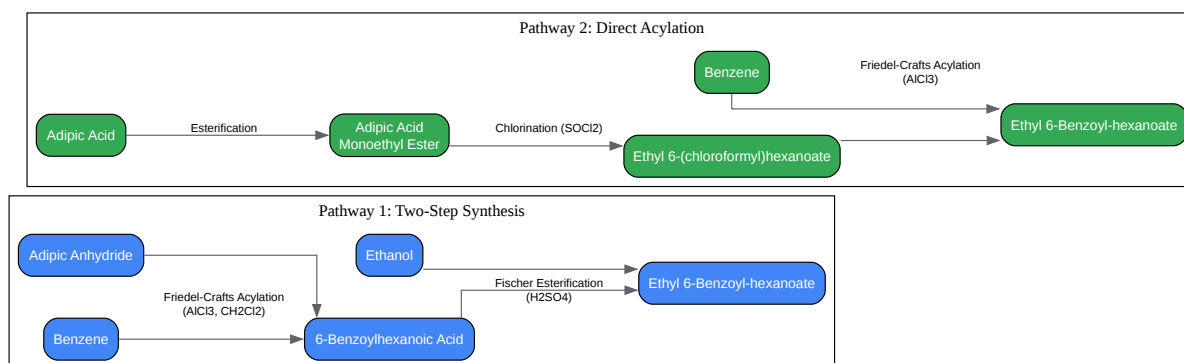 Pathway 2: Direct Acylation
Benzene
Friedel-Crafts Acylation
(AlCl3)
Adipic Acid
Esterification
Adipic Acid
Monoethyl Ester
Chlorination (SOCl2)
Ethyl 6-(chloroformyl)hexanoate
Ethyl 6-Benzoyl-hexanoate
Pathway 1: Two-Step Synthesis
Adipic Anhydride
Ethanol
Friedel-Crafts Acylation
(AlCl3, CH2Cl2)
Fischer Esterification
(H2SO4)
Ethyl 6-Benzoyl-hexanoate
Benzene
6-Benzoylhexanoic Acid